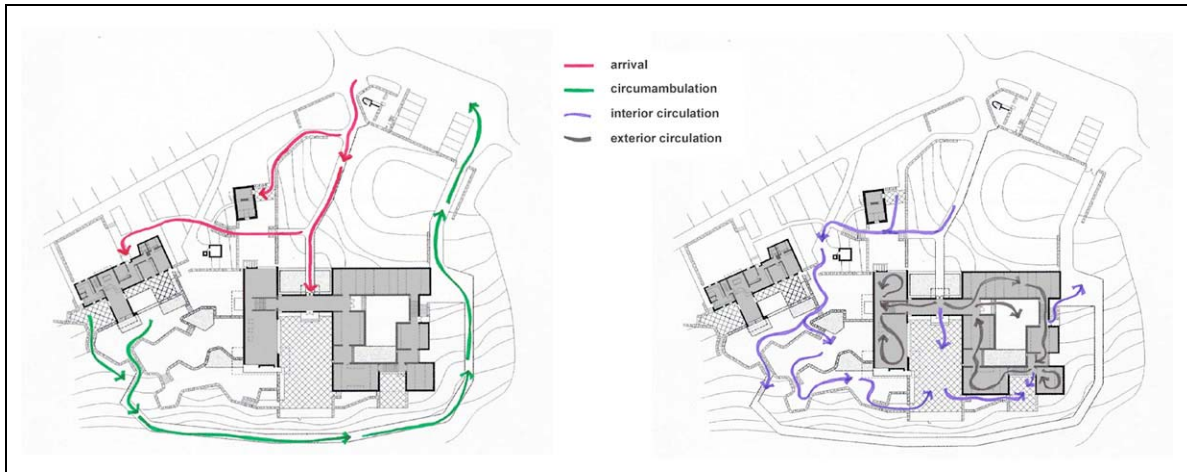 arrival
circumambulation
interior circulation
exterior circulation